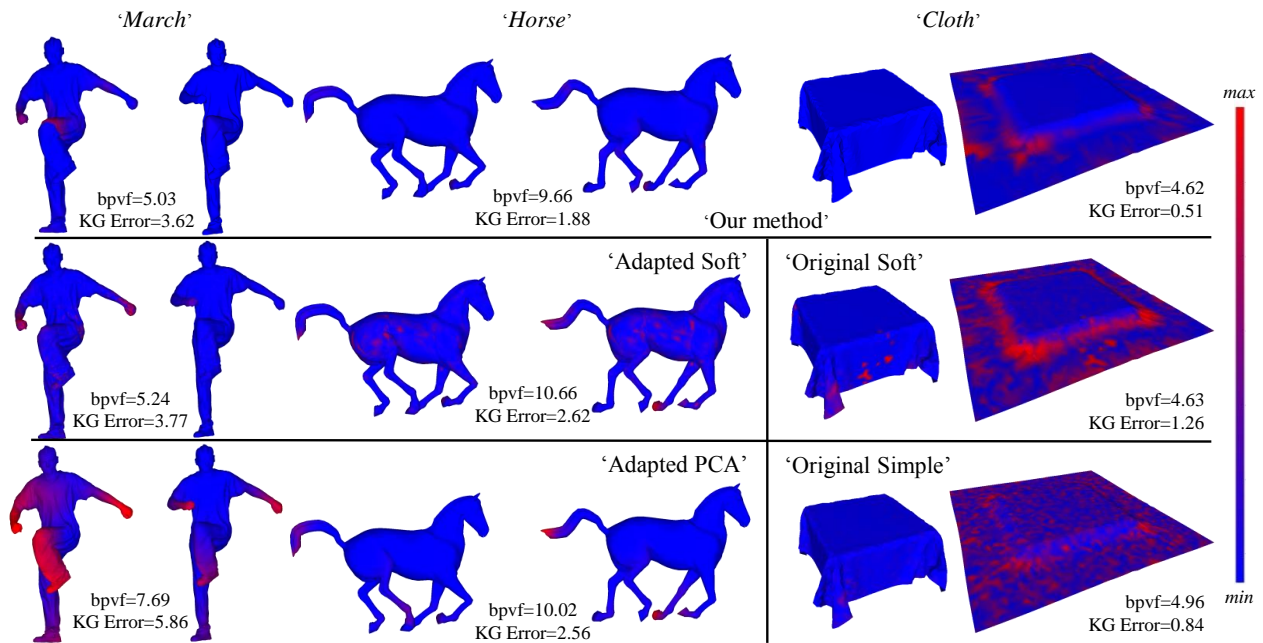 ‘March’
‘Horse’
‘Cloth’
max
bpvf=5.03
KG Error=3.62
bpvf=9.66
KG Error=1.88
bpvf=4.62
KG Error=0.51
‘Our method’
‘Adapted Soft’
‘Original Soft’
bpvf=5.24
KG Error=3.77
bpvf=10.66
KG Error=2.62
bpvf=4.63
KG Error=1.26
‘Adapted PCA’
‘Original Simple’
bpvf=7.69
KG Error=5.86
bpvf=10.02
KG Error=2.56
bpvf=4.96
KG Error=0.84
min